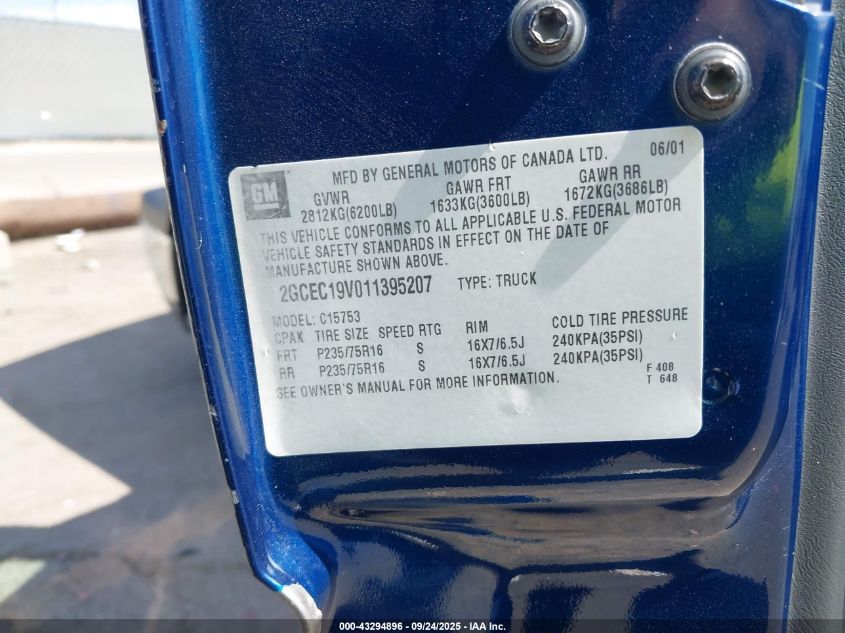 GM
MFD BY GENERAL MOTORS OF CANADA LTD. 06/01
GVWR GAWR FRT GAWR RR
2812KG(6200LB) 1633KG(3600LB) 1672KG(3686LB)
THIS VEHICLE CONFORMS TO ALL APPLICABLE U.S. FEDERAL MOTOR
VEHICLE SAFETY STANDARDS IN EFFECT ON THE DATE OF
MANUFACTURE SHOWN ABOVE.
2GCEC19V011395207 TYPE: TRUCK
MODEL: C15753
CPAK TIRE SIZE SPEED RTG RIM COLD TIRE PRESSURE
FRT P235/75R16 S 16X7/6.5J 240KPA(35PSI)
RR P235/75R16 S 16X7/6.5J 240KPA(35PSI)
SEE OWNER'S MANUAL FOR MORE INFORMATION.
F 408
T 648
000-43294896 - 09/24/2025 - IAA Inc.